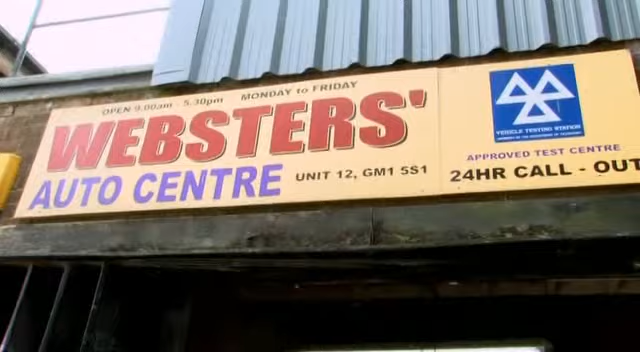 OPEN 9.00am - 5.30pm MONDAY to FRIDAY
WEBSTERS'
AUTO CENTRE
UNIT 12, GM1 5S1
VEHICLE TESTING STATION
APPROVED TEST CENTRE
24HR CALL - OUT